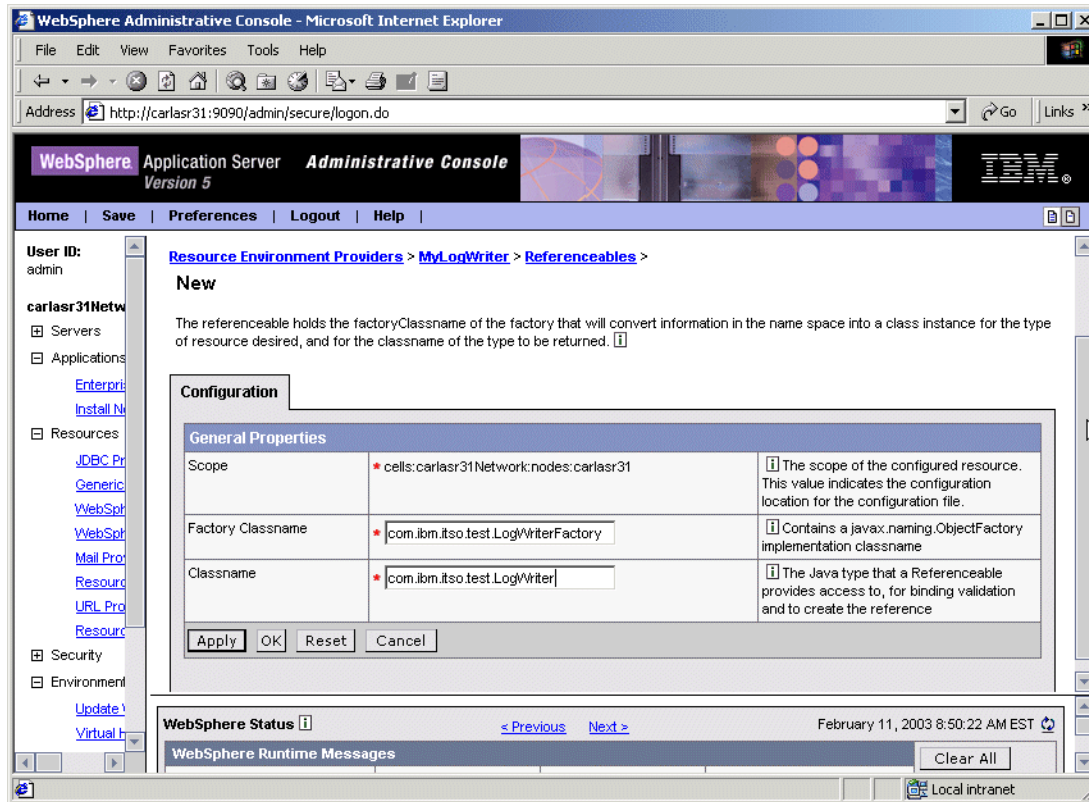 WebSphere Administrative Console - Microsoft Internet Explorer
File Edit View Favorites Tools Help
Address http://carlasr31:9090/admin/secure/logon.do Go Links »
WebSphere Application Server Administrative Console
Version 5
IBM®
Home | Save | Preferences | Logout | Help |
User ID:
admin
carlasr31Netw
Servers
Applications
Enterpri
Install Ne
Resources
JDBC Pr
Generic
WebSph
WebSph
Mail Prov
Resourc
URL Pro
Resourc
Security
Environment
Update
Virtual H
Resource Environment Providers > MyLogWriter > Referenceables >
New
The referenceable holds the factoryClassname of the factory that will convert information in the name space into a class instance for the type
of resource desired, and for the classname of the type to be returned. i
Configuration
General Properties
Scope * cells:carlasr31Network:nodes:carlasr31 i The scope of the configured resource.
This value indicates the configuration
location for the configuration file.
Factory Classname * com.ibm.itso.test.LogWriterFactory i Contains a javax.naming.ObjectFactory
implementation classname
Classname * com.ibm.itso.test.LogWriter i The Java type that a Referenceable
provides access to, for binding validation
and to create the reference
Apply OK Reset Cancel
WebSphere Status i < Previous Next > February 11, 2003 8:50:22 AM EST
WebSphere Runtime Messages Clear All
Local intranet